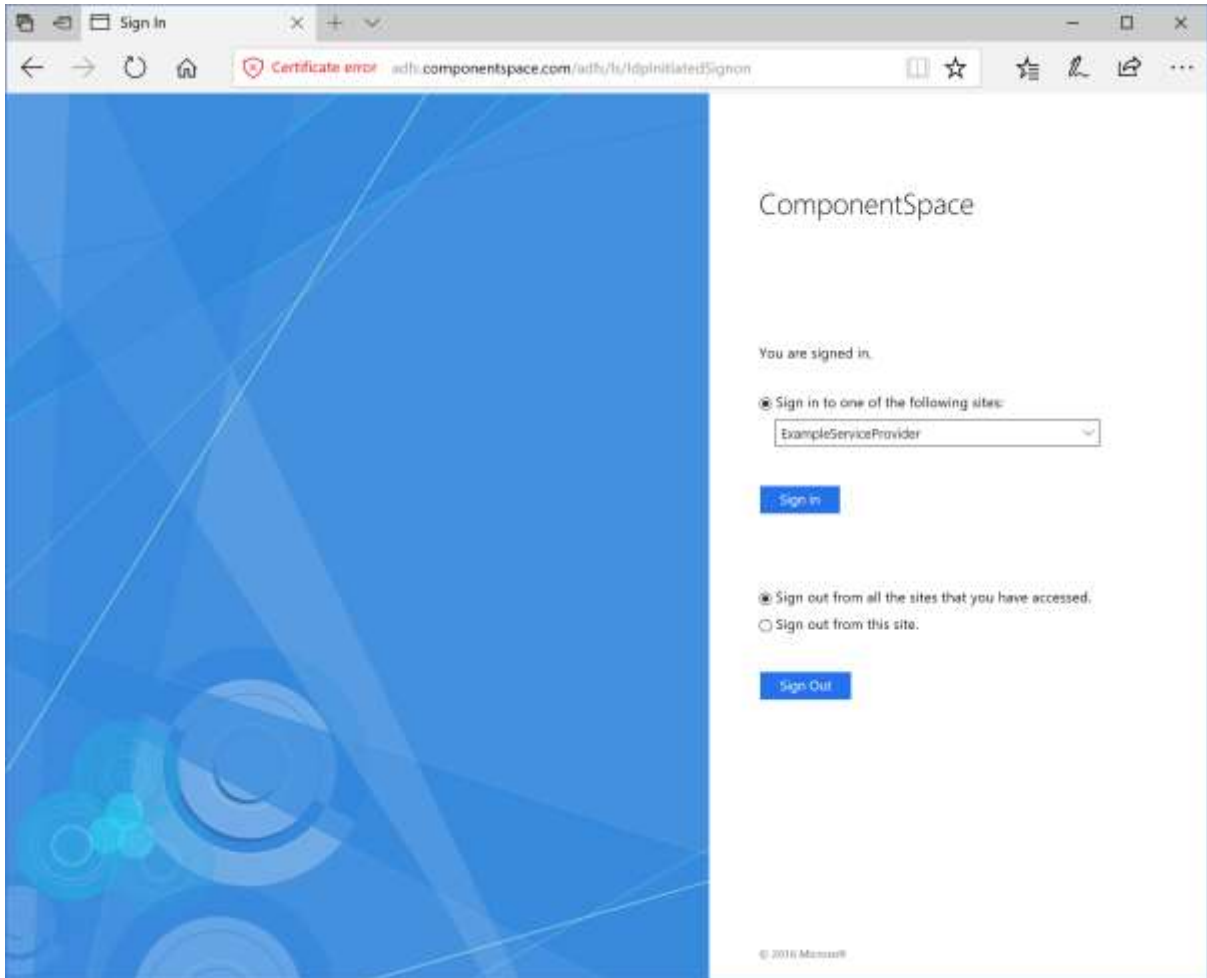 Sign In
Certificate error adfs.componentspace.com/adfs/ls/IdpInitiatedSignon
ComponentSpace
You are signed in.
Sign in to one of the following sites:
ExampleServiceProvider
Sign in
Sign out from all the sites that you have accessed.
Sign out from this site.
Sign Out
© 2016 Microsoft